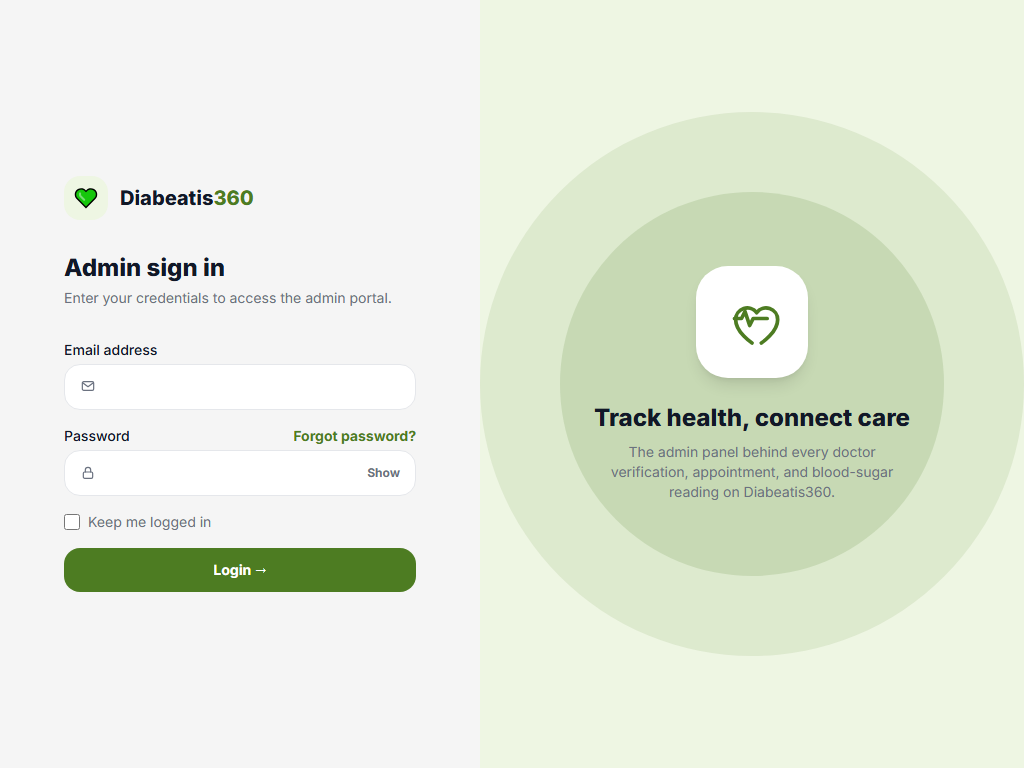 Diabeatis360
Admin sign in
Enter your credentials to access the admin portal.
Email address
Password
Forgot password?
Show
Keep me logged in
Login →
Track health, connect care
The admin panel behind every doctor
verification, appointment, and blood-sugar
reading on Diabeatis360.